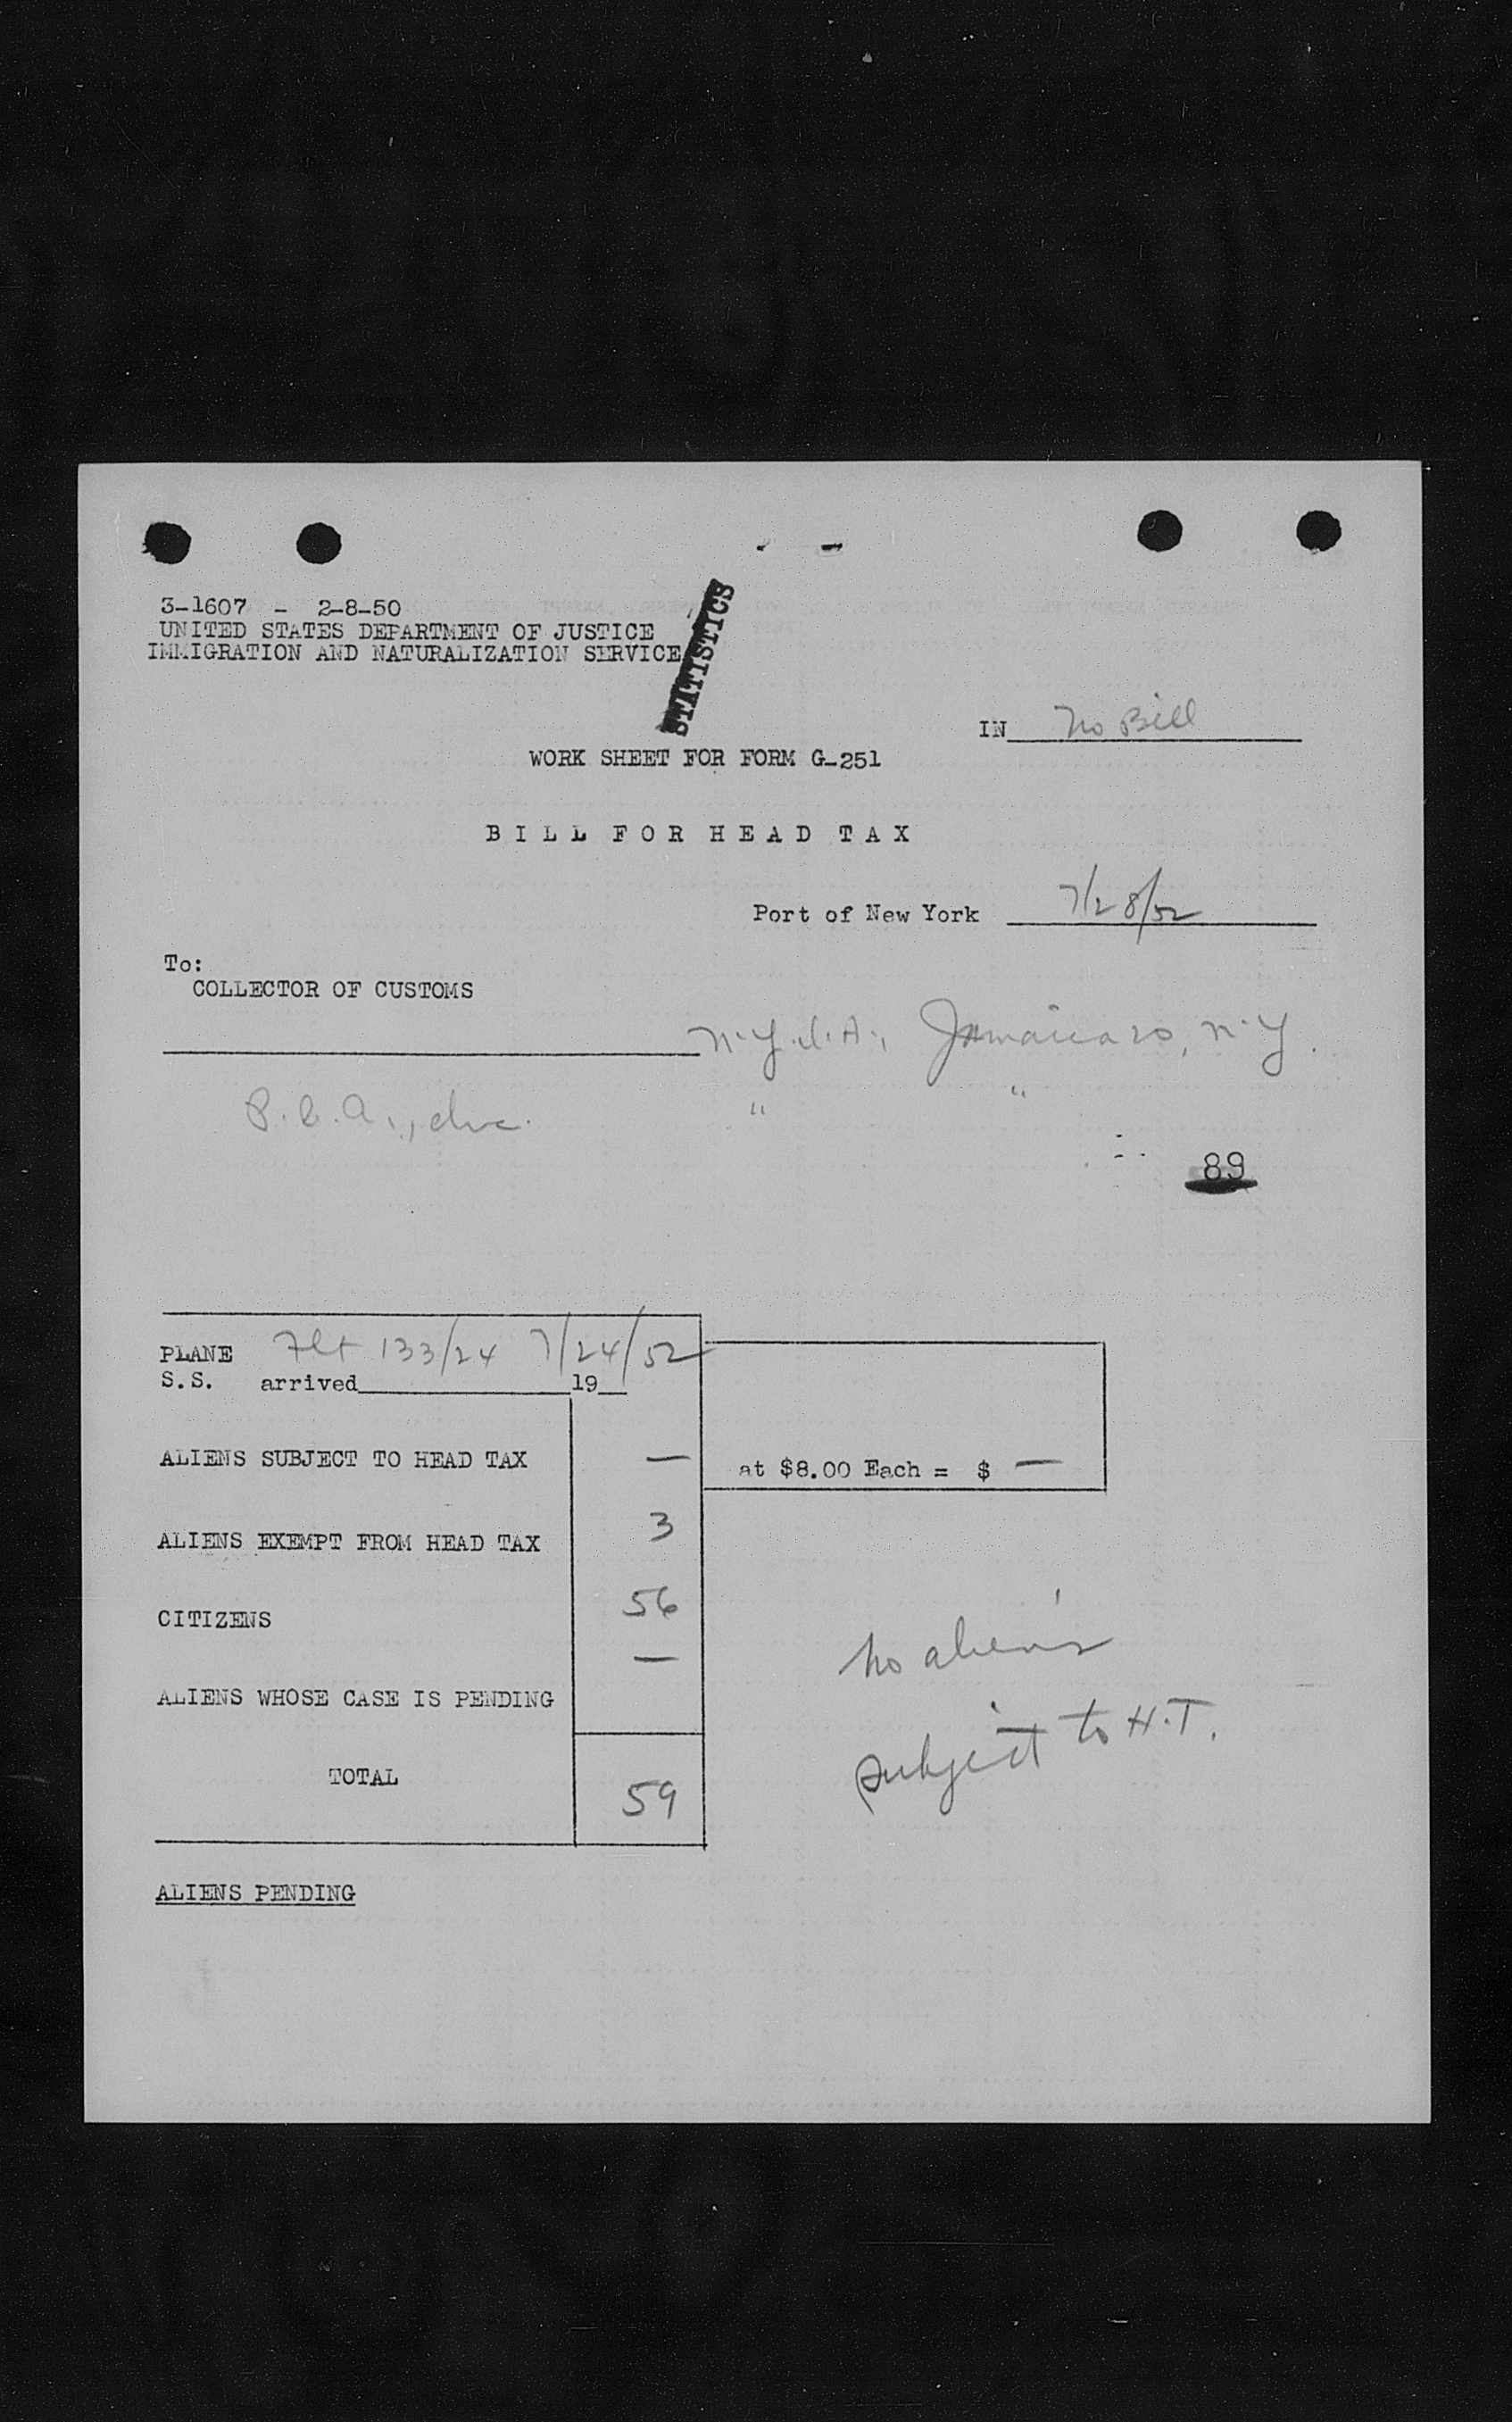 3-1607 - 2-8-50
UNITED STATES DEPARTMENT OF JUSTICE
IMMIGRATION AND NATURALIZATION SERVICE
STATISTICS
IN No Bill
WORK SHEET FOR FORM G-251
BILL FOR HEAD TAX
Port of New York 7/28/52
To:
COLLECTOR OF CUSTOMS
N.Y.I.A., Jamaica 20, N.Y.
P.A.A., Inc. " "
89
PLANE Flt 133/24 7/24/52
S.S. arrived 19
ALIENS SUBJECT TO HEAD TAX — at $8.00 Each = $ —
ALIENS EXEMPT FROM HEAD TAX 3
CITIZENS 56
ALIENS WHOSE CASE IS PENDING —
No aliens
subject to H.T.
TOTAL 59
ALIENS PENDING